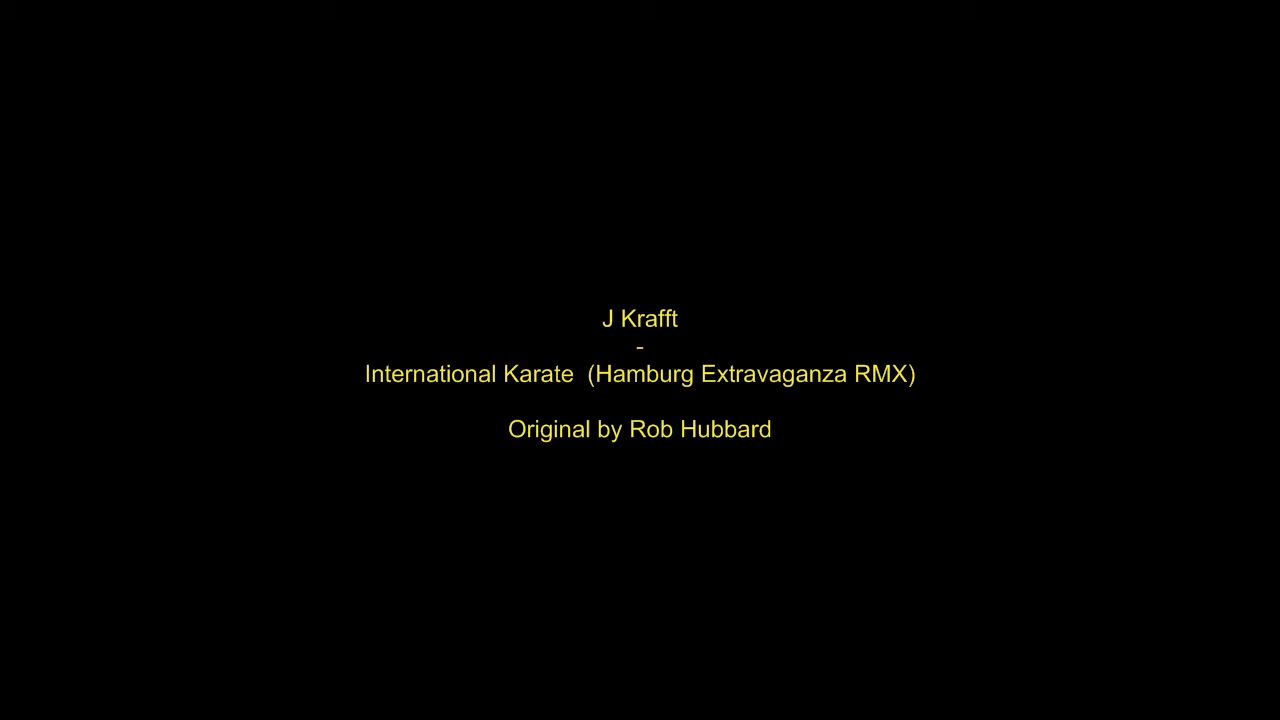 J Krafft
-
International Karate  (Hamburg Extravaganza RMX)
Original by Rob Hubbard